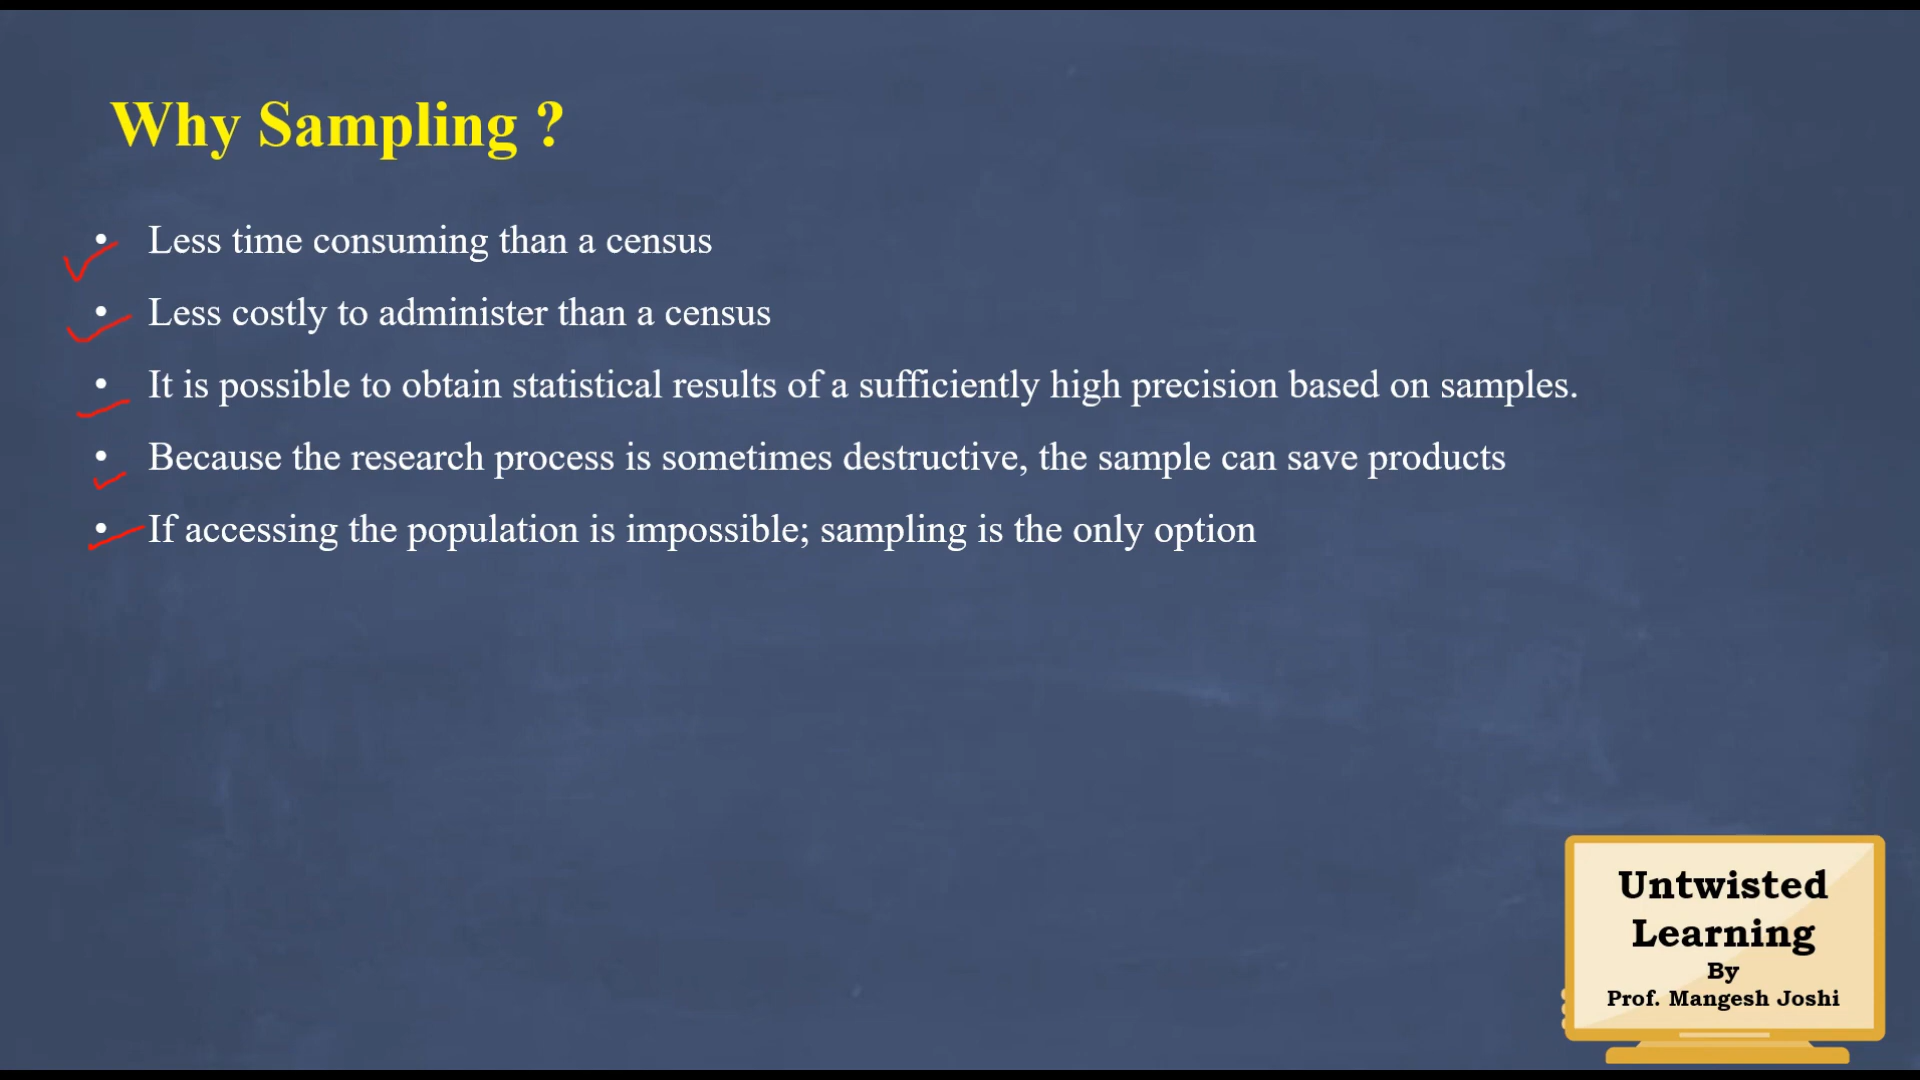 Why Sampling ?
• Less time consuming than a census
• Less costly to administer than a census
• It is possible to obtain statistical results of a sufficiently high precision based on samples.
• Because the research process is sometimes destructive, the sample can save products
• If accessing the population is impossible; sampling is the only option
Untwisted
Learning
By
Prof. Mangesh Joshi